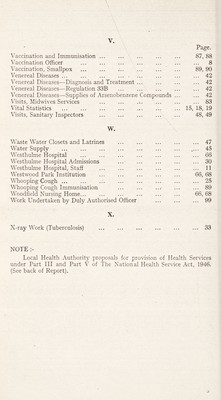 V.
Page.
Vaccination and Immunisation ... ... ... ... ... 87, 68
Vaccination Officer ... ... ... ... ... ... 8
Vaccination, Smallpox ... ... ... ... ... ... 69, 90
Venereal Diseases ... ... ... ... ... ... ... 42
Venereal Diseases—Diagnosis and Treatment ... ... ... 42
Venereal Diseases—Regulation 33B ... ... ... ... 42
Venereal Diseases—Supplies of Arsenobenzene Compounds ... ... 42
Visits, Midwives Services ... ... ... ... ... 83
Vital Statistics ... ... ... ... ... ... 15, 18, 19
Visits, Sanitary Inspectors ... ... ... ... ... 48, 49
W.
Waste Water Closets and Latrines ... ... ... ... 47
Water Supply ... ... ... ... ... ... ... 45
Westhulme Hospital ... ... ... ... ... ... 66
Westhulme Hospital Admissions ... ... ... ... 30
Westhulme Hospital, Staff ... ... ... ... ... 11
Westwood Park Institution ... ... ... ... ... 66, 68
Whooping Cough ... ... ... ... ... ... ... 28
Whooping Cough Immunisation ... ... ... ... ... 89
Woodfield Nursing Home ... ... ... ... ... 66, 68
Work Undertaken by Duly Authorised Officer ... ... ... 99
X.
X-ray Work (Tuberculosis) ... ... ... ... ... 33
NOTE :-
Local Health Authority proposals for provision of Health Services
under Part III and Part V of The National Health Service Act, 1946.
(See back of Report).